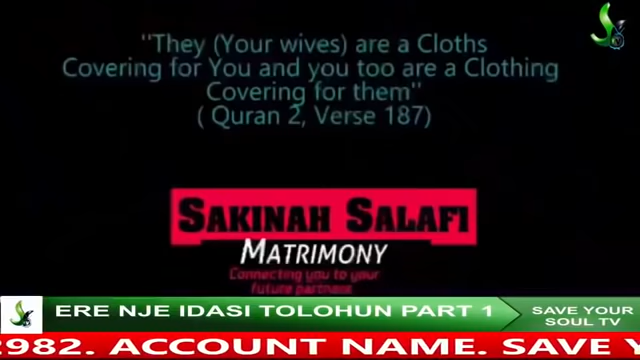 "They (Your wives) are a Cloths
Covering for You and you too are a Clothing
Covering for them"
( Quran 2, Verse 187)
SAKINAH SALAFI
MATRIMONY
Connecting you to your
future partners
ERE NJE IDASI TOLOHUN PART 1
SAVE YOUR
SOUL TV
2982. ACCOUNT NAME. SAVE Y